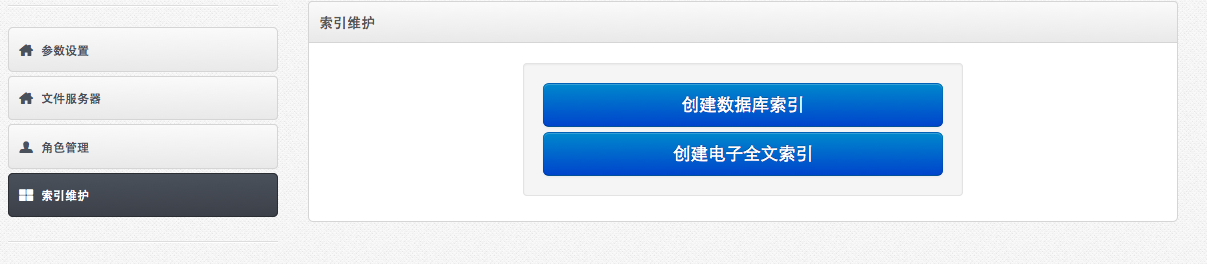 参数设置
文件服务器
角色管理
索引维护
索引维护
创建数据库索引
创建电子全文索引